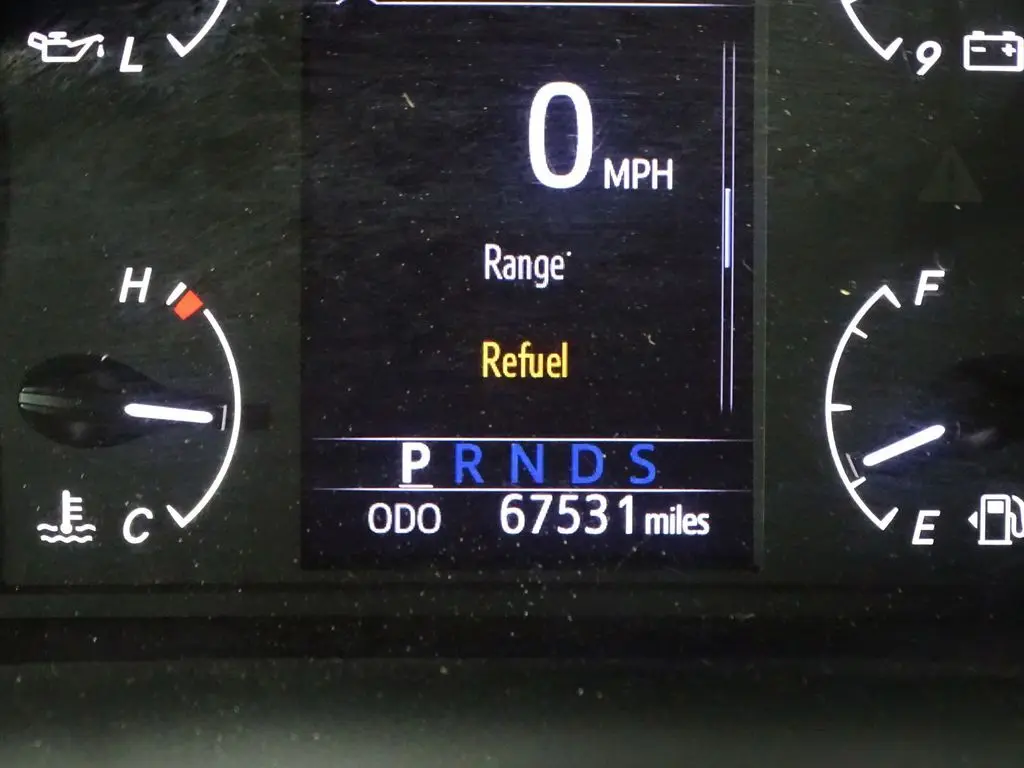 L
9
0 MPH
Range
H
F
Refuel
P R N D S
ODO 67531 miles
C
E